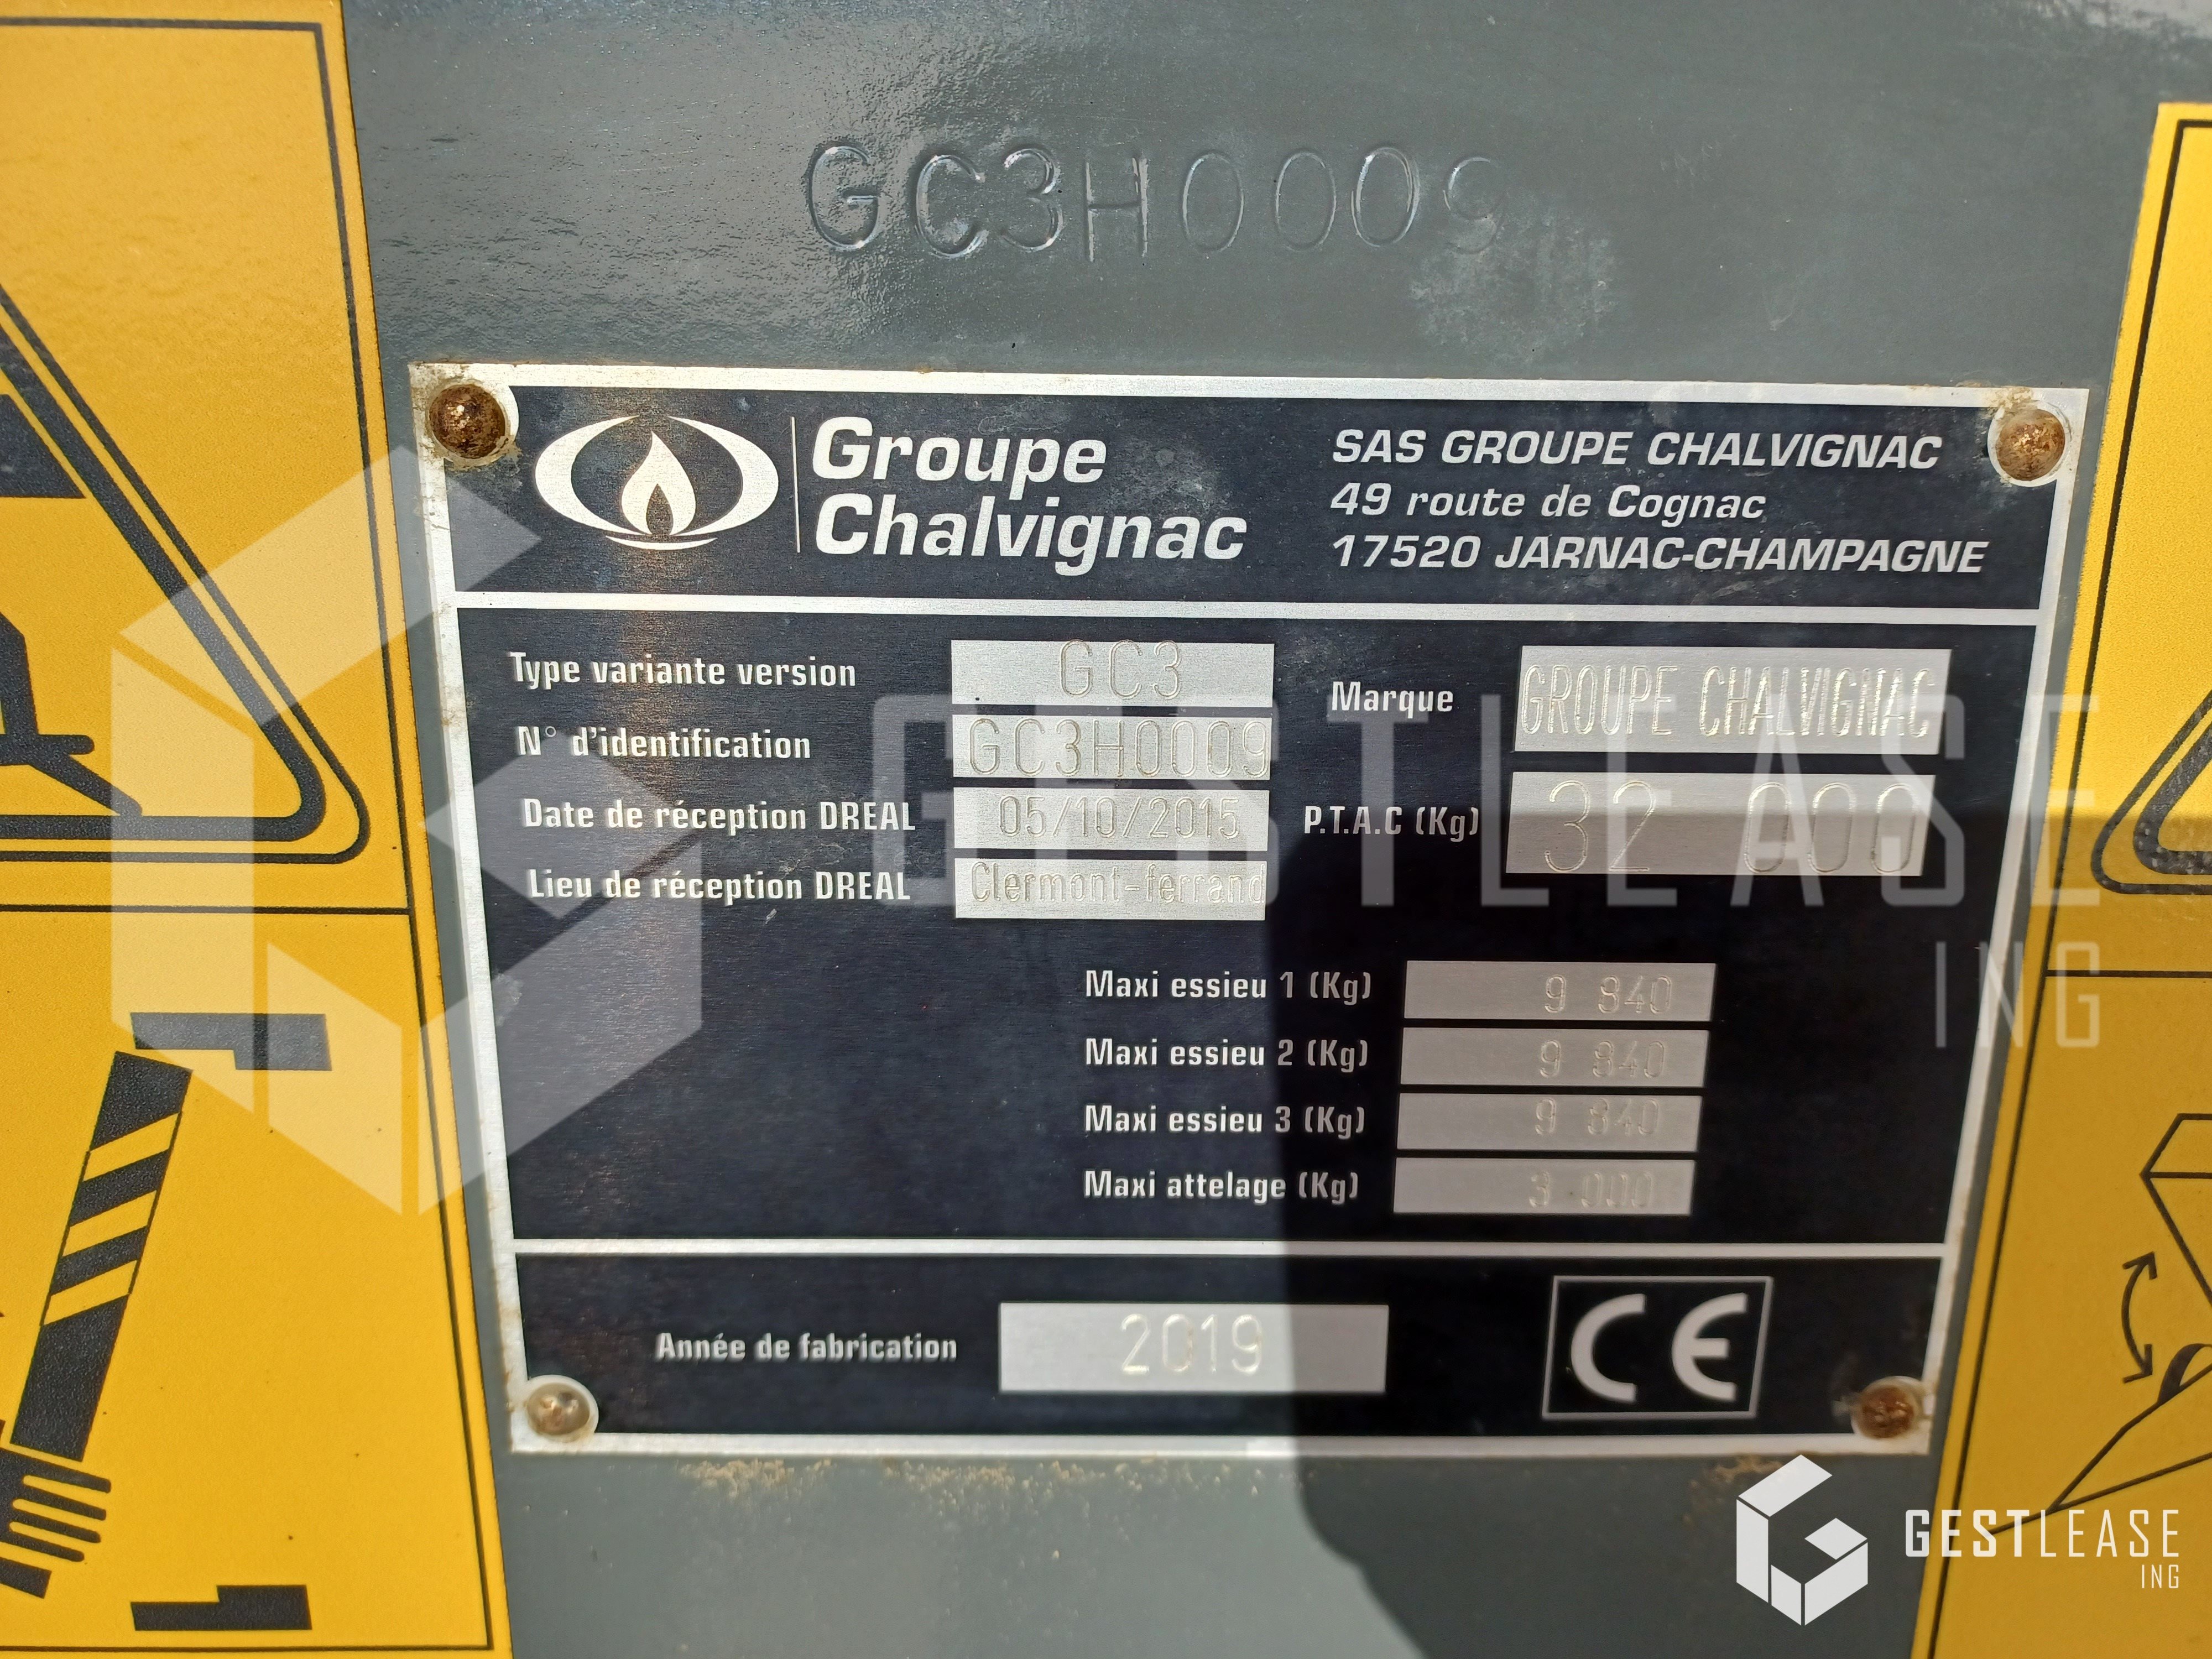 GC3H0009
Groupe
Chalvignac
SAS GROUPE CHALVIGNAC
49 route de Cognac
17520 JARNAC-CHAMPAGNE
Type variante version GC3
N° d'identification GC3H0009
Date de réception DREAL 05/10/2015
Lieu de réception DREAL Clermont-ferrand
Marque GROUPE CHALVIGNAC
P.T.A.C (Kg) 32 000
Maxi essieu 1 (Kg) 9 840
Maxi essieu 2 (Kg) 9 840
Maxi essieu 3 (Kg) 9 840
Maxi attelage (Kg) 3 000
Année de fabrication 2019
CE
GESTLEASE
ING
GESTLEASE
ING